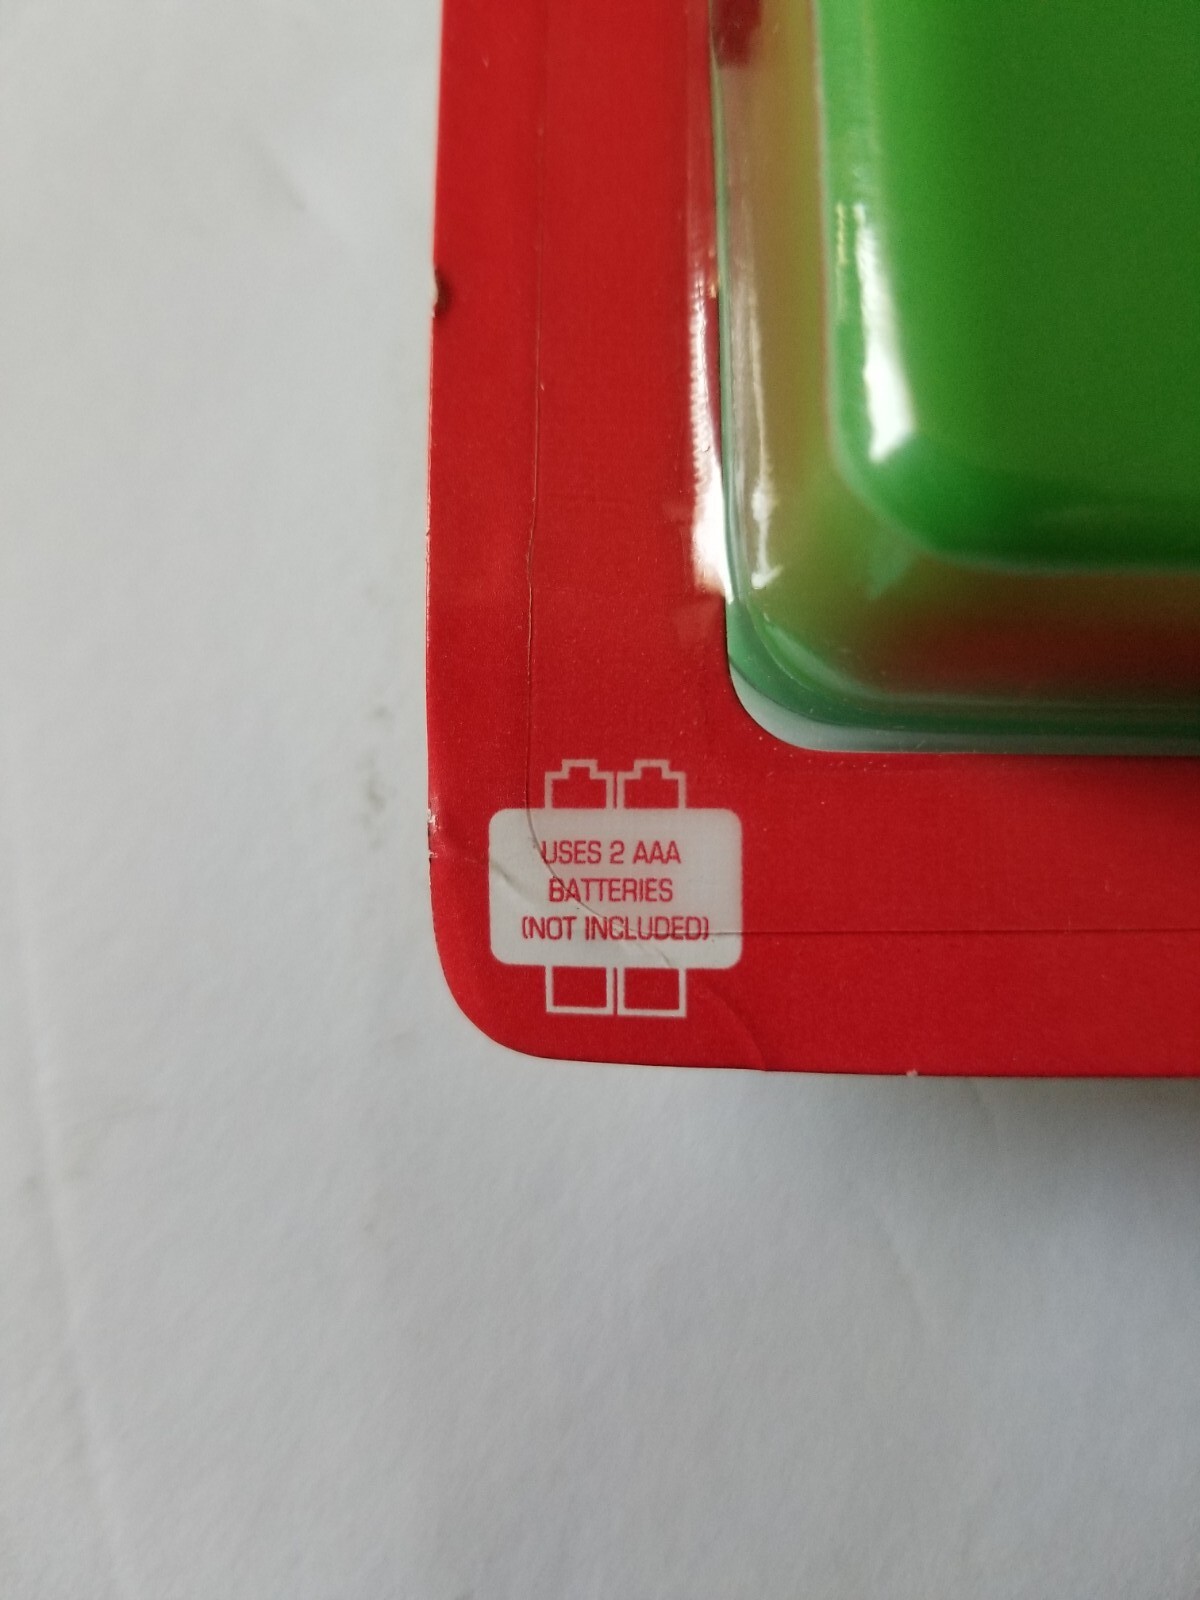 USES 2 AAA
BATTERIES
(NOT INCLUDED)